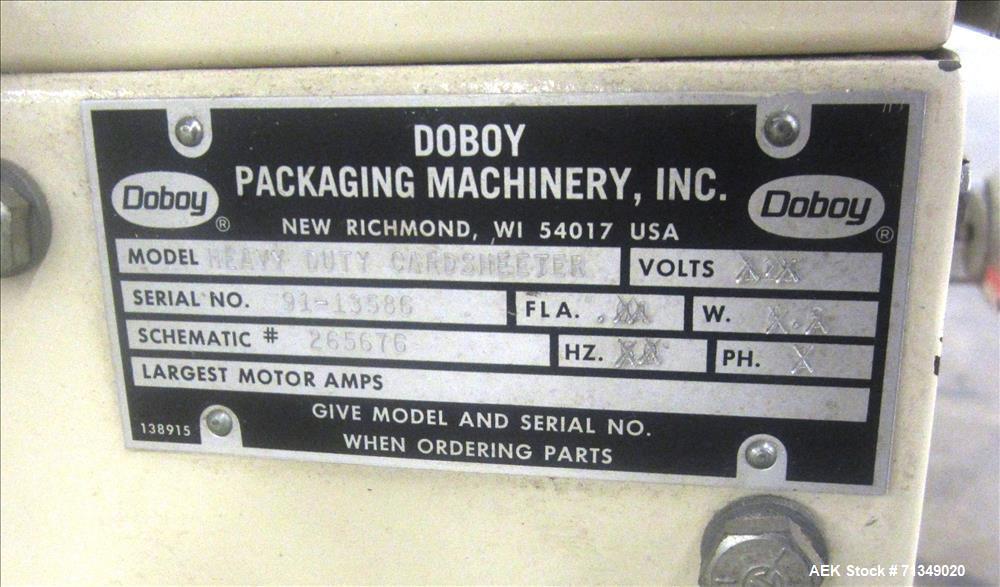 DOBOY
PACKAGING MACHINERY, INC.
Doboy ®
Doboy ®
NEW RICHMOND, WI 54017 USA
MODEL HEAVY DUTY CARDSHEETER
VOLTS
SERIAL NO. 91-13586
FLA.
W.
SCHEMATIC # 265676
HZ.
PH.
LARGEST MOTOR AMPS
GIVE MODEL AND SERIAL NO.
WHEN ORDERING PARTS
138915
AEK Stock # 71349020